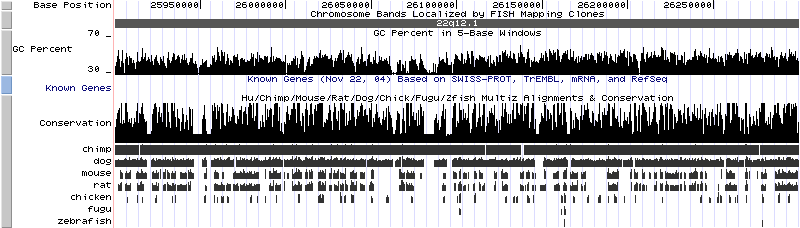 Base Position 25950000 26000000 26050000 26100000 26150000 26200000 26250000
Chromosome Bands Localized by FISH Mapping Clones
22q12.1
GC Percent in 5-Base Windows
70 _
GC Percent
30 _
Known Genes (Nov 22, 04) Based on SWISS-PROT, TrEMBL, mRNA, and RefSeq
Known Genes
Hu/Chimp/Mouse/Rat/Dog/Chick/Fugu/Zfish Multiz Alignments & Conservation
Conservation
chimp
dog
mouse
rat
chicken
fugu
zebrafish